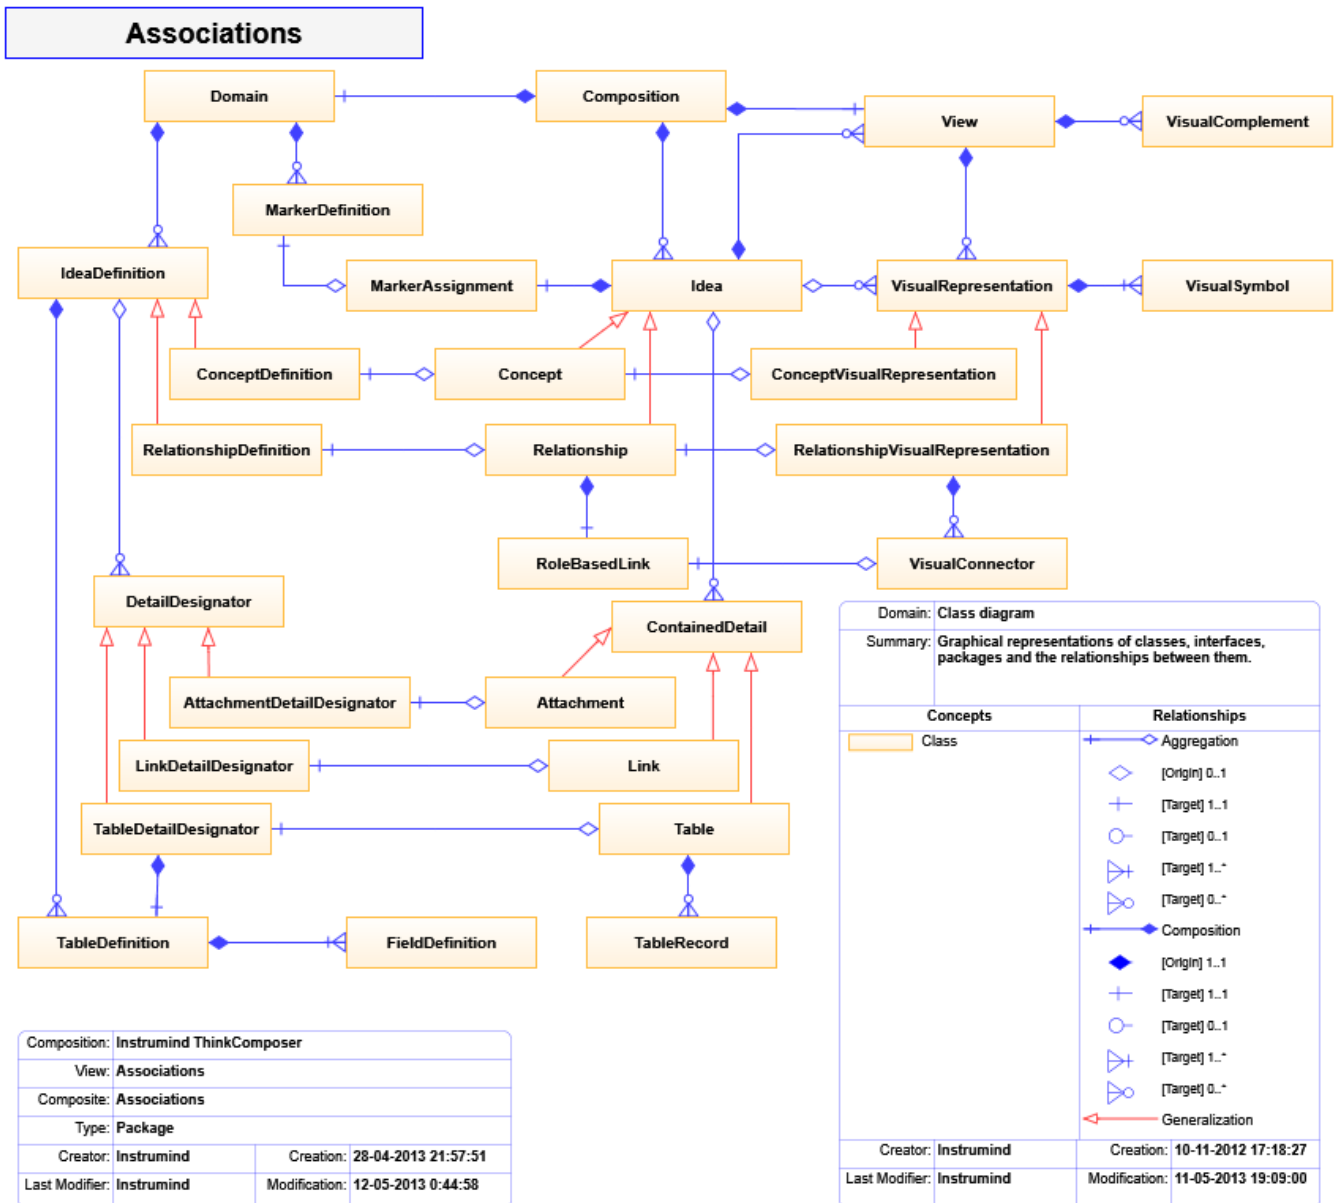 Associations
Domain
Composition
View
VisualComplement
MarkerDefinition
IdeaDefinition
MarkerAssignment
Idea
VisualRepresentation
VisualSymbol
ConceptDefinition
Concept
ConceptVisualRepresentation
RelationshipDefinition
Relationship
RelationshipVisualRepresentation
RoleBasedLink
VisualConnector
DetailDesignator
ContainedDetail
AttachmentDetailDesignator
Attachment
LinkDetailDesignator
Link
TableDetailDesignator
Table
TableDefinition
FieldDefinition
TableRecord
Domain: Class diagram
Summary: Graphical representations of classes, interfaces,
packages and the relationships between them.
Concepts
Relationships
Class
Aggregation
[Origin] 0..1
[Target] 1..1
[Target] 0..1
[Target] 1..*
[Target] 0..*
Composition
[Origin] 1..1
[Target] 1..1
[Target] 0..1
[Target] 1..*
[Target] 0..*
Generalization
Creator: Instrumind Creation: 10-11-2012 17:18:27
Last Modifier: Instrumind Modification: 11-05-2013 19:09:00
Composition: Instrumind ThinkComposer
View: Associations
Composite: Associations
Type: Package
Creator: Instrumind Creation: 28-04-2013 21:57:51
Last Modifier: Instrumind Modification: 12-05-2013 0:44:58